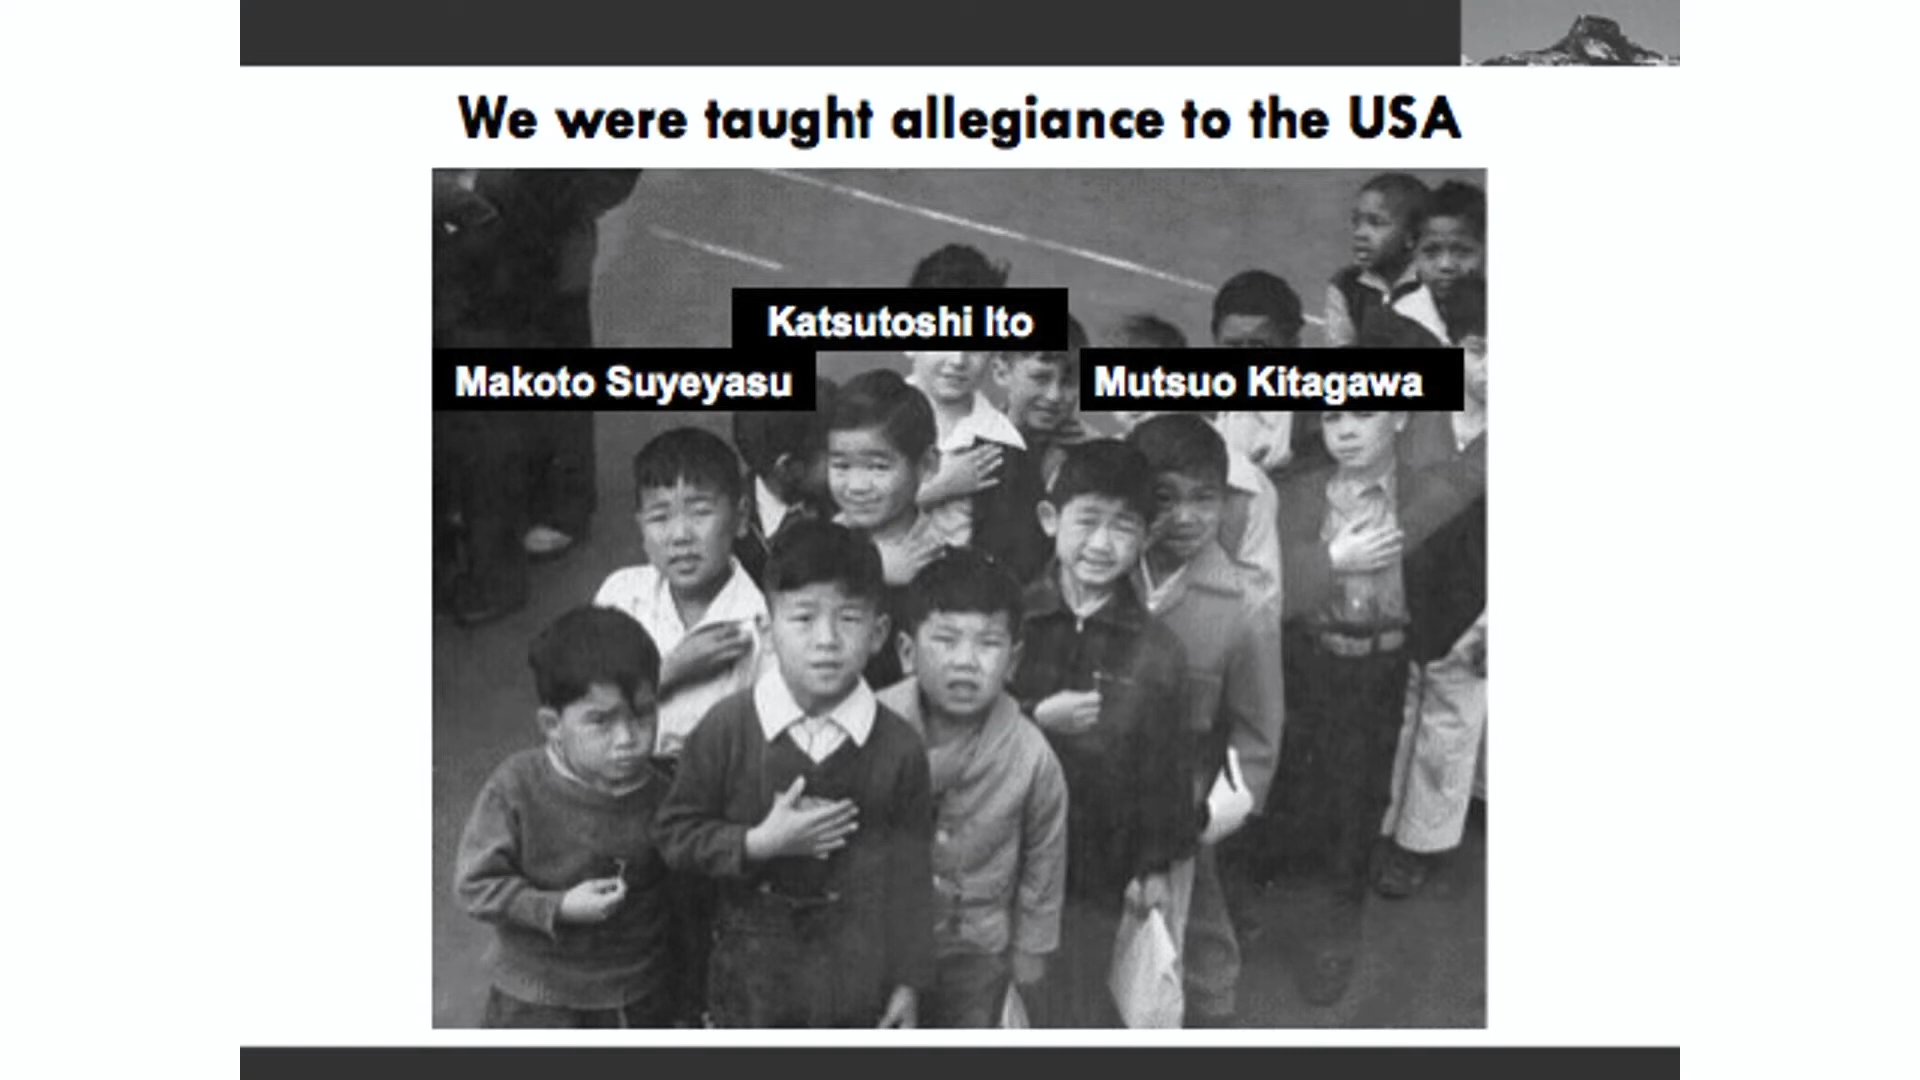 We were taught allegiance to the USA
Katsutoshi Ito
Makoto Suyeyasu
Mutsuo Kitagawa